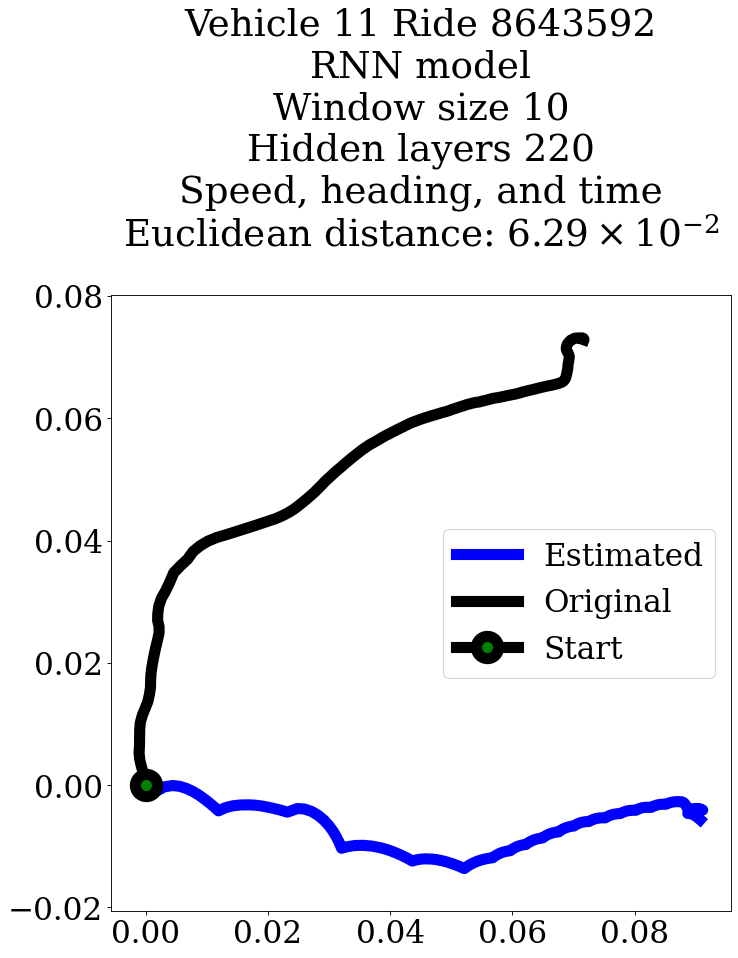 Vehicle 11 Ride 8643592
RNN model
Window size 10
Hidden layers 220
Speed, heading, and time
Euclidean distance: 6.29 × 10⁻²
0.08
0.06
0.04
0.02
0.00
−0.02
Estimated
Original
Start
0.00 0.02 0.04 0.06 0.08